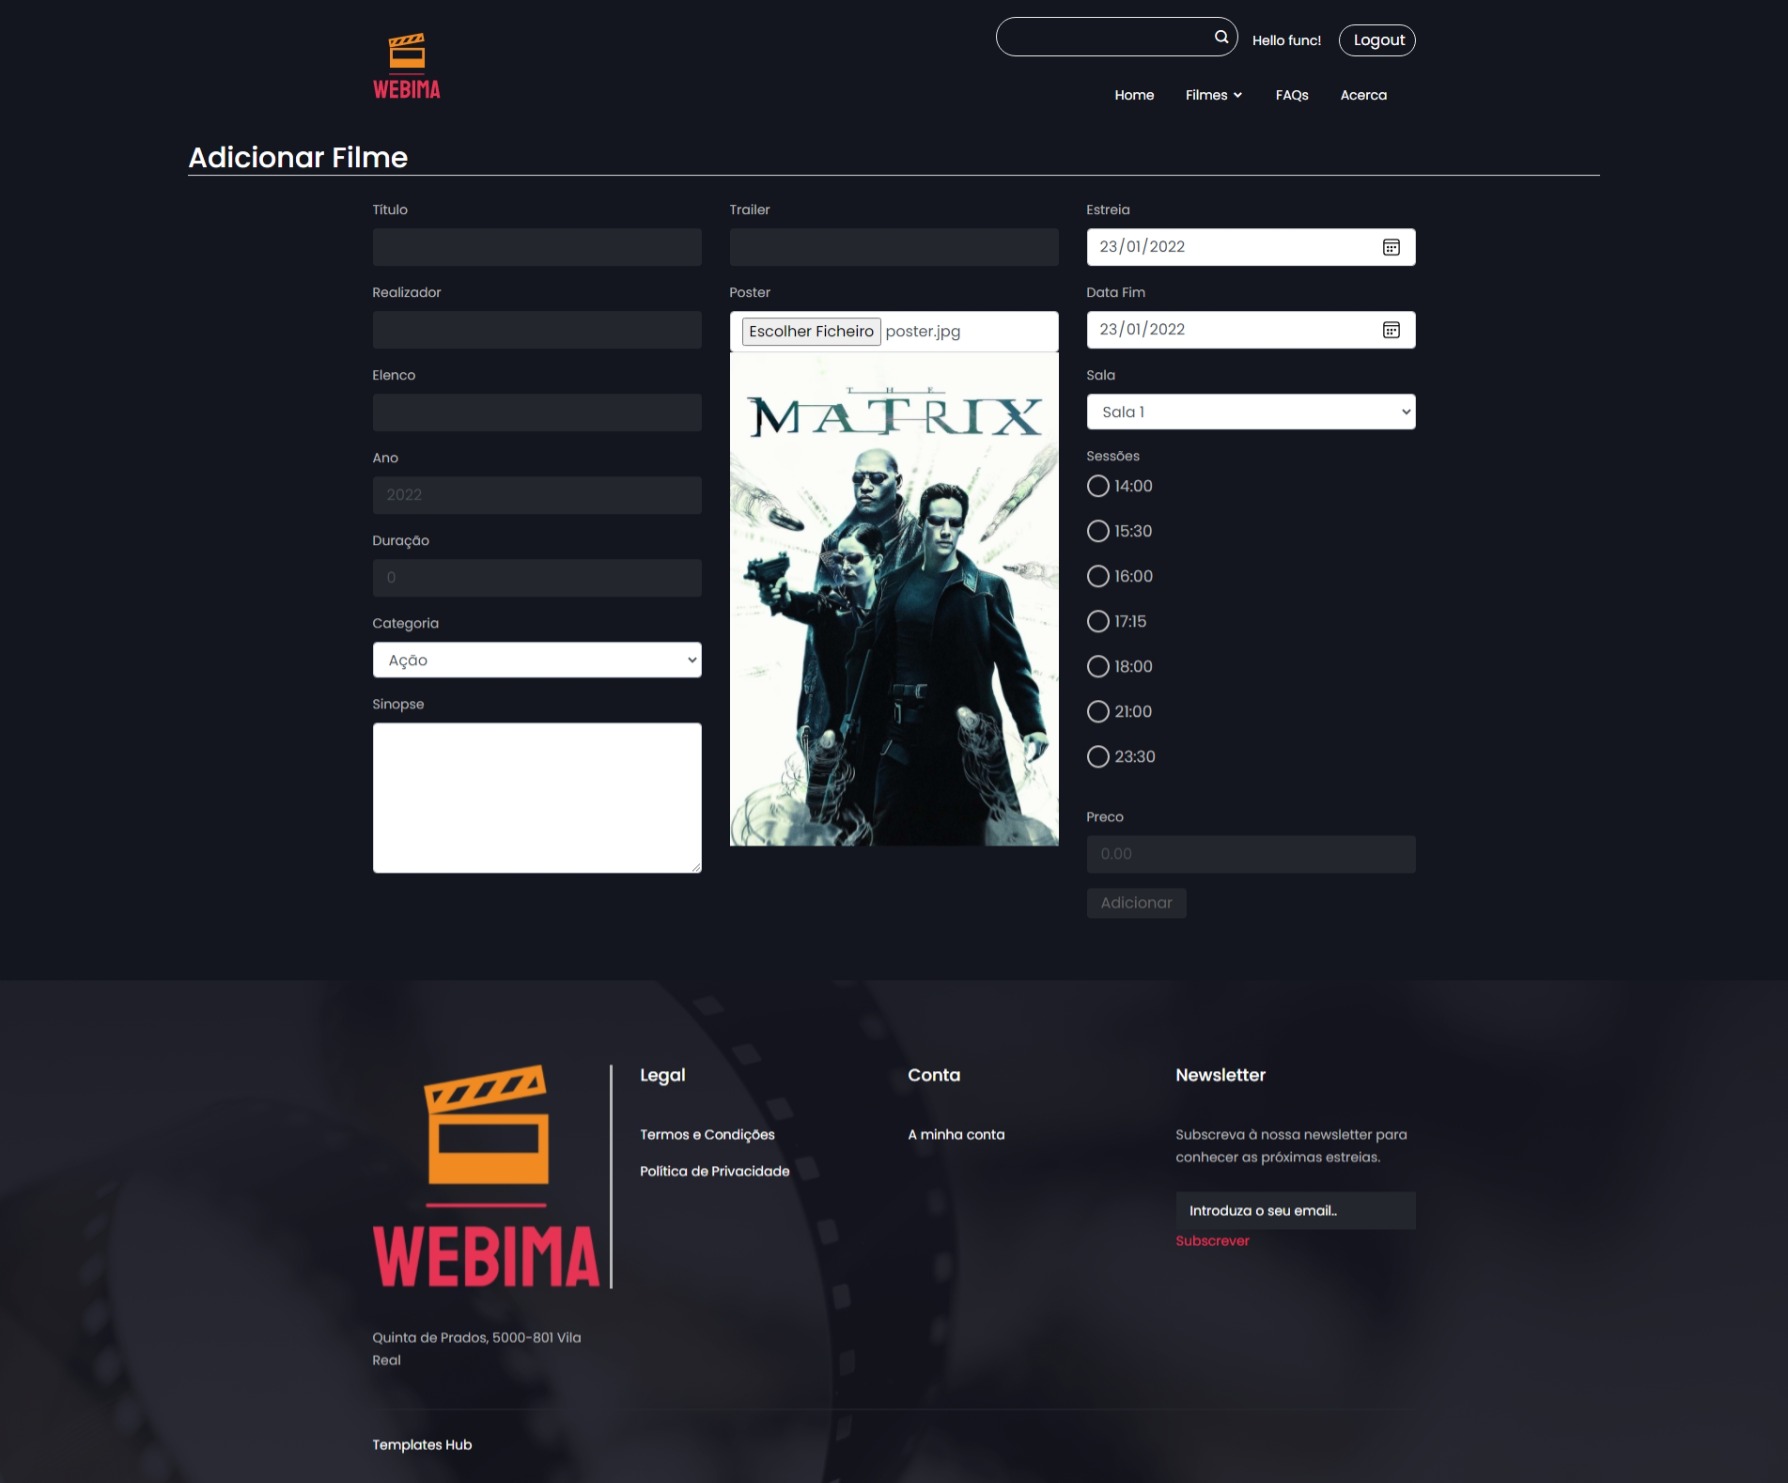 WEBIMA
Hello func!
Logout
Home
Filmes
FAQs
Acerca
Adicionar Filme
Título
Realizador
Elenco
Ano
2022
Duração
0
Categoria
Ação
Sinopse
Trailer
Poster
Escolher Ficheiro poster.jpg
THE
MATRIX
Estreia
23/01/2022
Data Fim
23/01/2022
Sala
Sala 1
Sessões
14:00
15:30
16:00
17:15
18:00
21:00
23:30
Preco
0.00
Adicionar
WEBIMA
Quinta de Prados, 5000-801 Vila
Real
Legal
Termos e Condições
Política de Privacidade
Conta
A minha conta
Newsletter
Subscreva à nossa newsletter para
conhecer as próximas estreias.
Introduza o seu email..
Subscrever
Templates Hub